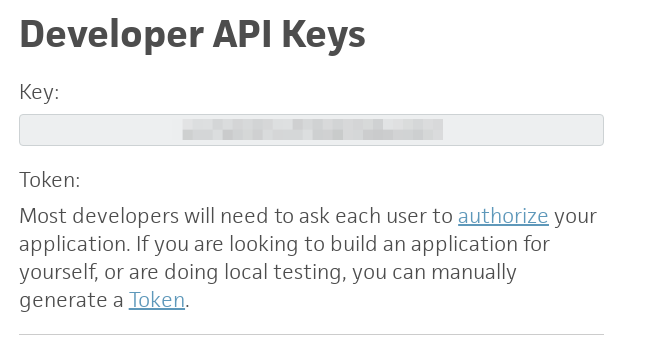 Developer API Keys
Key:
Token:
Most developers will need to ask each user to authorize your
application. If you are looking to build an application for
yourself, or are doing local testing, you can manually
generate a Token.